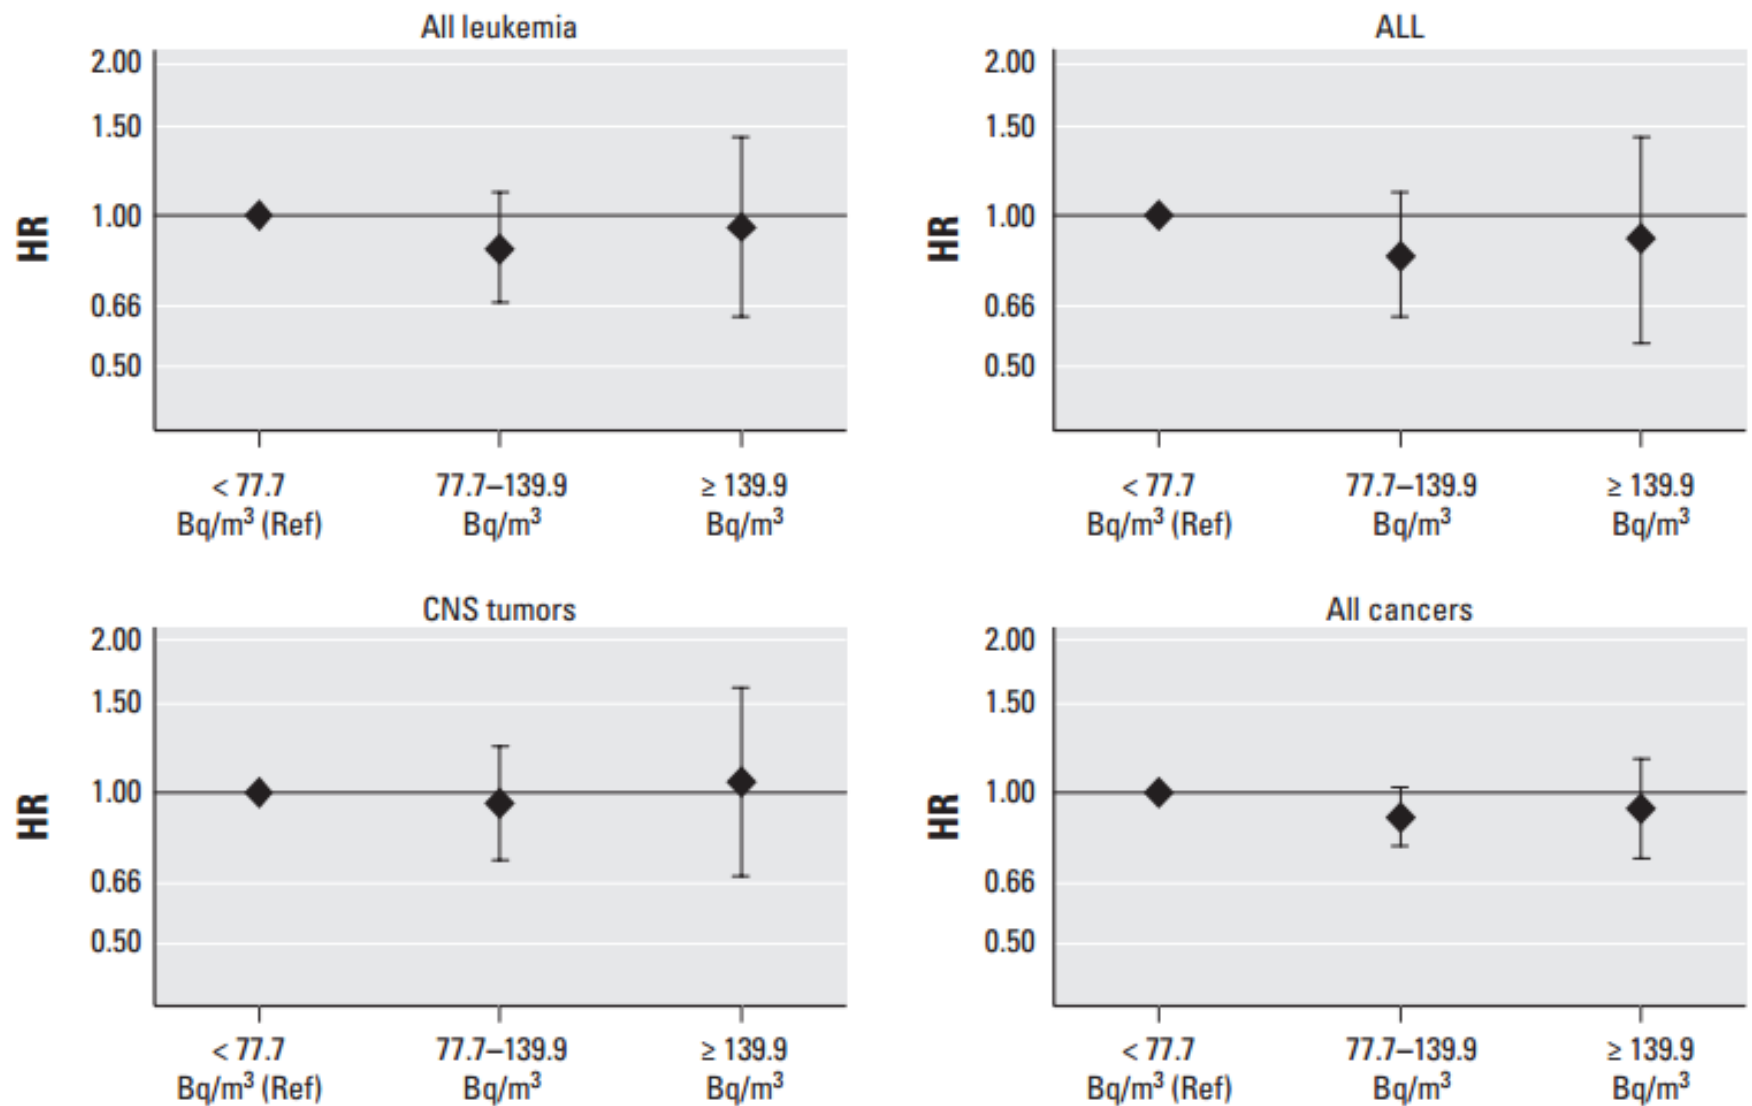 All leukemia
2.00
1.50
1.00
0.66
0.50
HR
< 77.7
Bq/m³ (Ref)
77.7–139.9
Bq/m³
≥ 139.9
Bq/m³
ALL
2.00
1.50
1.00
0.66
0.50
HR
< 77.7
Bq/m³ (Ref)
77.7–139.9
Bq/m³
≥ 139.9
Bq/m³
CNS tumors
2.00
1.50
1.00
0.66
0.50
HR
< 77.7
Bq/m³ (Ref)
77.7–139.9
Bq/m³
≥ 139.9
Bq/m³
All cancers
2.00
1.50
1.00
0.66
0.50
HR
< 77.7
Bq/m³ (Ref)
77.7–139.9
Bq/m³
≥ 139.9
Bq/m³